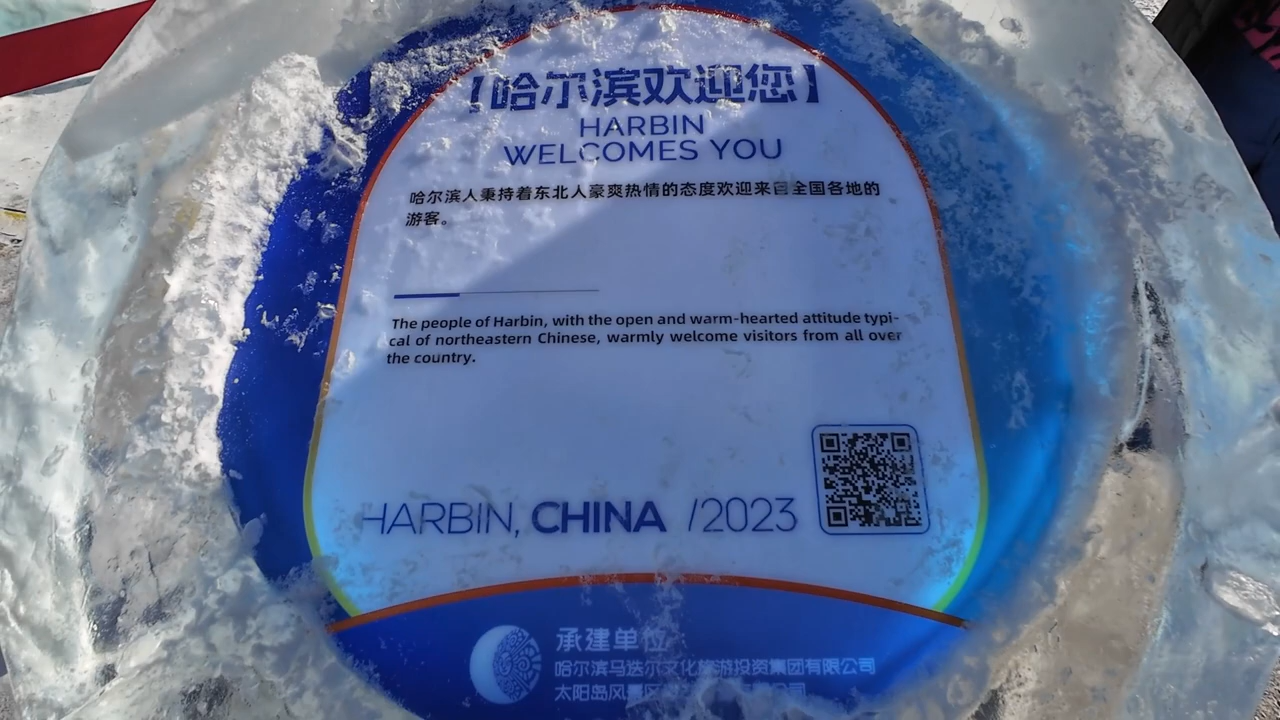 【哈尔滨欢迎您】
HARBIN
WELCOMES YOU
哈尔滨人秉持着东北人豪爽热情的态度欢迎来自全国各地的
游客。
The people of Harbin, with the open and warm-hearted attitude typi-
cal of northeastern Chinese, warmly welcome visitors from all over
the country.
HARBIN, CHINA /2023
承建单位
哈尔滨马迭尔文化旅游投资集团有限公司
太阳岛风景区